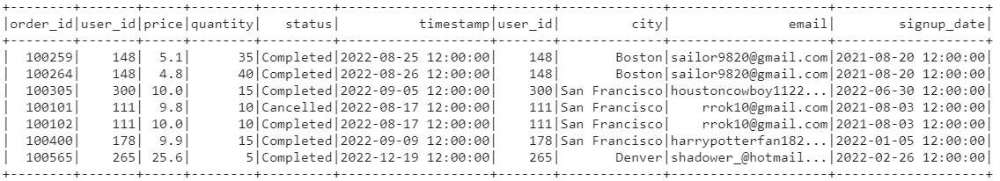 +--------+-------+-----+--------+---------+-------------------+-------+-------------+--------------------+-------------------+
|order_id|user_id|price|quantity|   status|          timestamp|user_id|         city|               email|        signup_date|
+--------+-------+-----+--------+---------+-------------------+-------+-------------+--------------------+-------------------+
|  100259|    148|  5.1|      35|Completed|2022-08-25 12:00:00|    148|       Boston|sailor9820@gmail.com|2021-08-20 12:00:00|
|  100264|    148|  4.8|      40|Completed|2022-08-26 12:00:00|    148|       Boston|sailor9820@gmail.com|2021-08-20 12:00:00|
|  100305|    300| 10.0|      15|Completed|2022-09-05 12:00:00|    300|San Francisco|houstoncowboy1122...|2022-06-30 12:00:00|
|  100101|    111|  9.8|      10|Cancelled|2022-08-17 12:00:00|    111|San Francisco|    rrok10@gmail.com|2021-08-03 12:00:00|
|  100102|    111| 10.0|      10|Completed|2022-08-17 12:00:00|    111|San Francisco|    rrok10@gmail.com|2021-08-03 12:00:00|
|  100400|    178|  9.9|      15|Completed|2022-09-09 12:00:00|    178|San Francisco|harrypotterfan182...|2022-01-05 12:00:00|
|  100565|    265| 25.6|       5|Completed|2022-12-19 12:00:00|    265|       Denver|shadower_@hotmail...|2022-02-26 12:00:00|
+--------+-------+-----+--------+---------+-------------------+-------+-------------+--------------------+-------------------+